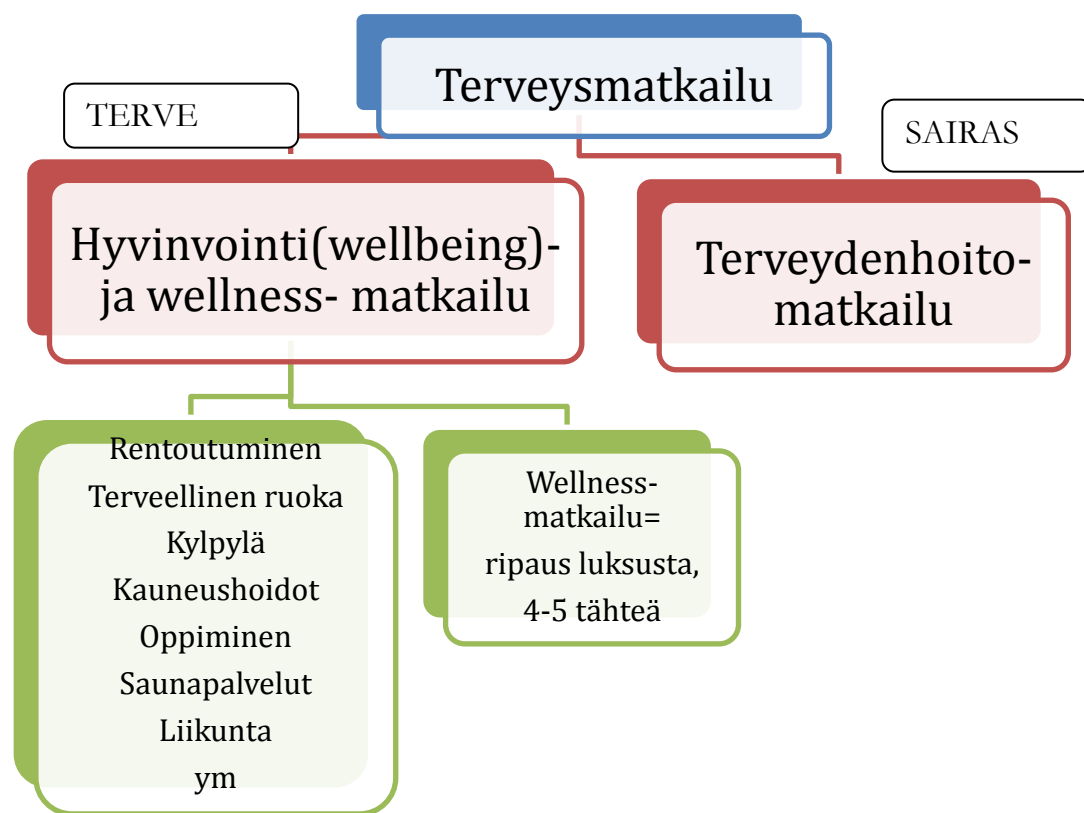 Terveysmatkailu
TERVE
SAIRAS
Hyvinvointi(wellbeing)-
ja wellness- matkailu
Terveydenhoito-
matkailu
Rentoutuminen
Terveellinen ruoka
Kylpylä
Kauneushoidot
Oppiminen
Saunapalvelut
Liikunta
ym
Wellness-
matkailu=
ripaus luksusta,
4-5 tähteä